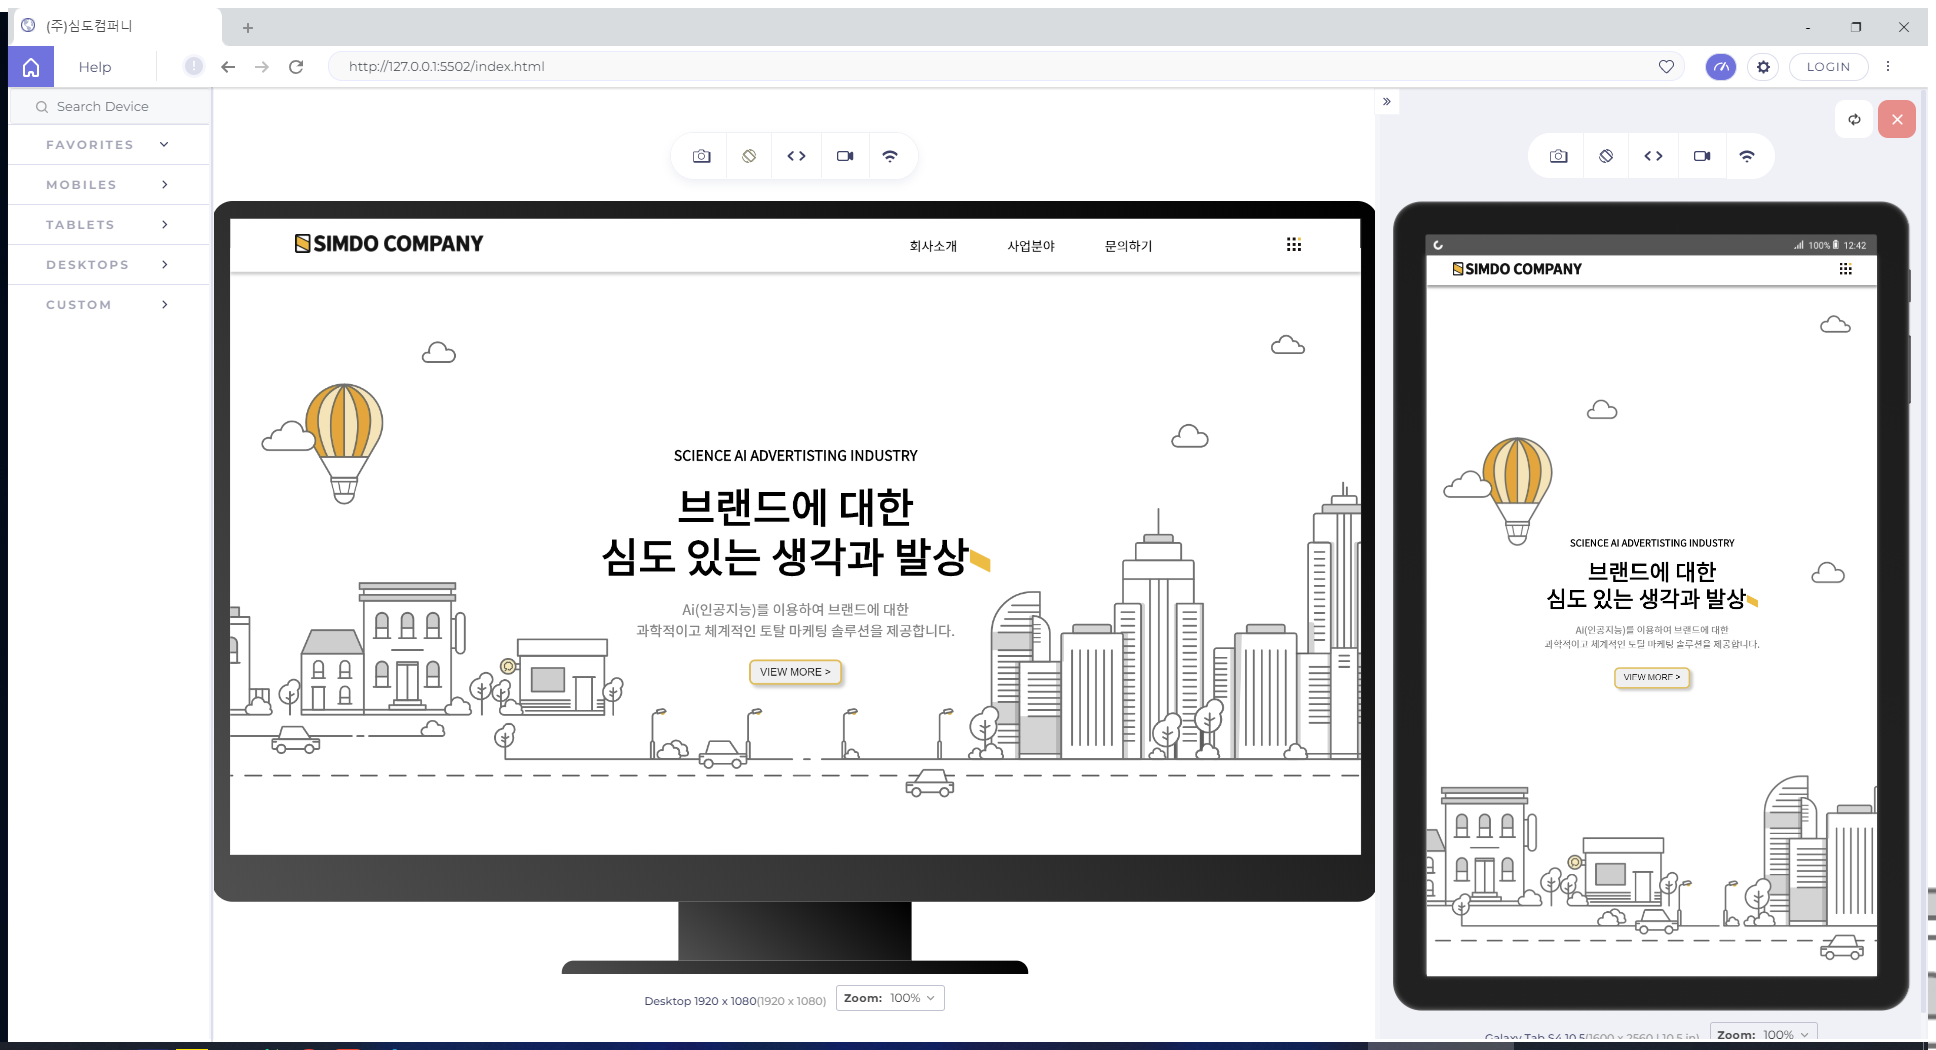 (주)심도컴퍼니
Help
http://127.0.0.1:5502/index.html
LOGIN
Search Device
FAVORITES
MOBILES
TABLETS
DESKTOPS
CUSTOM
SIMDO COMPANY
회사소개
사업분야
문의하기
SCIENCE AI ADVERTISTING INDUSTRY
브랜드에 대한
심도 있는 생각과 발상
Ai(인공지능)를 이용하여 브랜드에 대한
과학적이고 체계적인 도탈 마케팅 솔루션을 제공합니다.
VIEW MORE >
Desktop 1920 x 1080(1920 x 1080)
Zoom: 100%
100% 12:42
SIMDO COMPANY
SCIENCE AI ADVERTISTING INDUSTRY
브랜드에 대한
심도 있는 생각과 발상
Ai(인공지능)를 이용하여 브랜드에 대한
과학적이고 체계적인 도탈 마케팅 솔루션을 제공합니다.
VIEW MORE >
Galaxy Tab S4 10.5(1600 x 2560 | 10.5 in)
Zoom: 100%